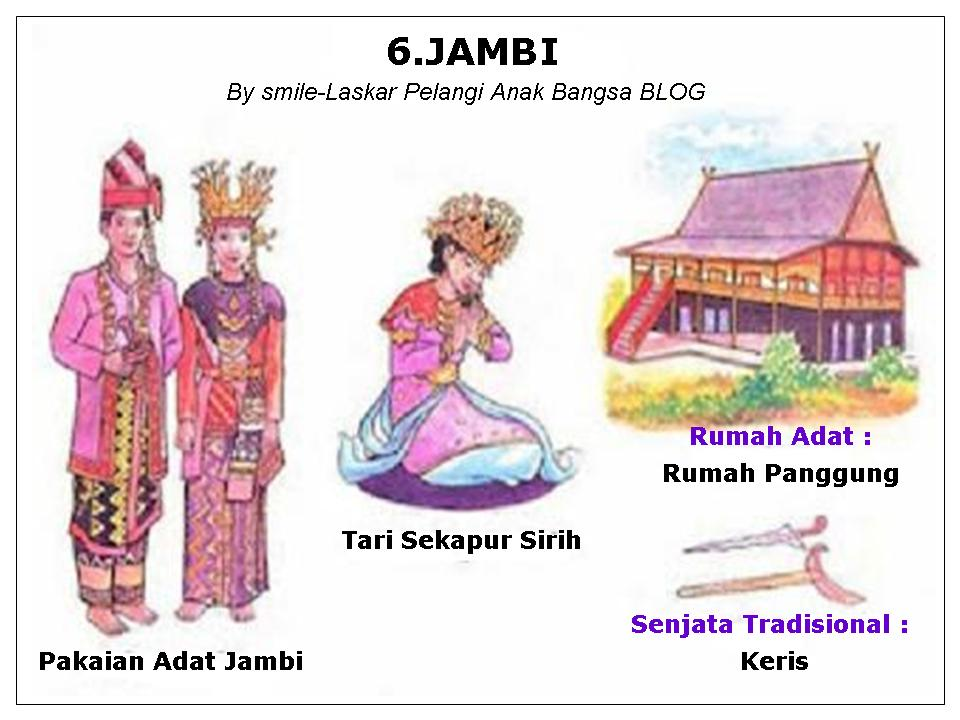 6.JAMBI
By smile-Laskar Pelangi Anak Bangsa BLOG
Rumah Adat :
Rumah Panggung
Tari Sekapur Sirih
Senjata Tradisional :
Keris
Pakaian Adat Jambi